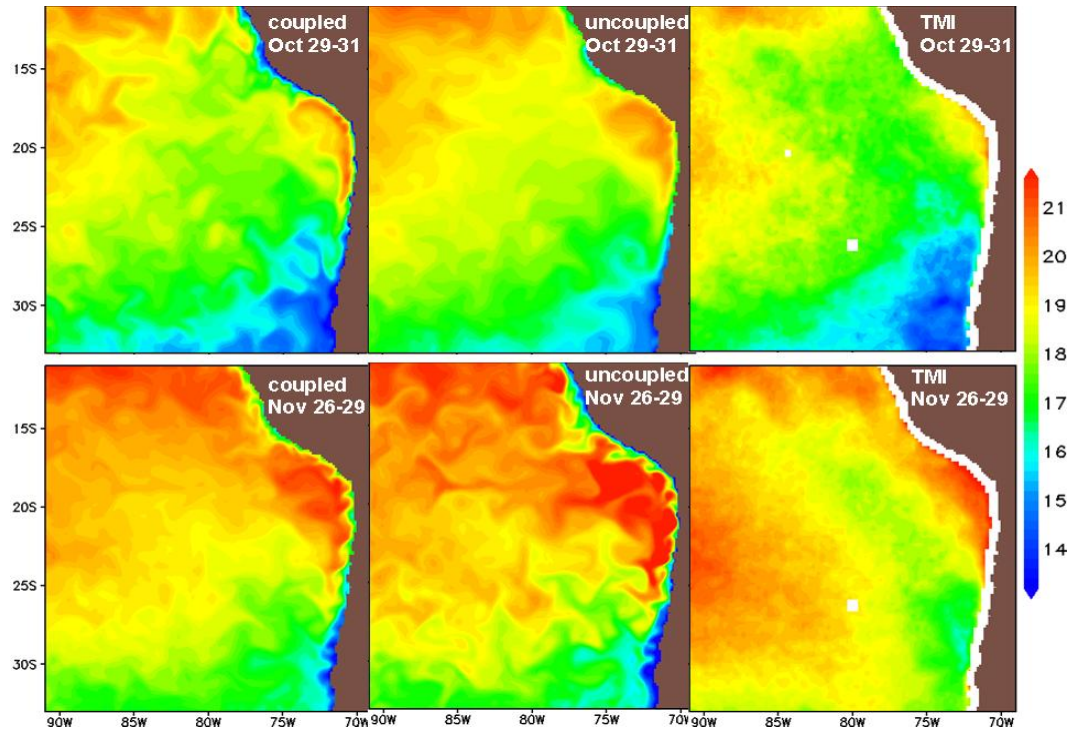 coupled
Oct 29-31
uncoupled
Oct 29-31
TMI
Oct 29-31
15S
20S
25S
30S
coupled
Nov 26-29
uncoupled
Nov 26-29
TMI
Nov 26-29
15S
20S
25S
30S
90W 85W 80W 75W 70W
90W 85W 80W 75W 70W
90W 85W 80W 75W 70W
21
20
19
18
17
16
15
14